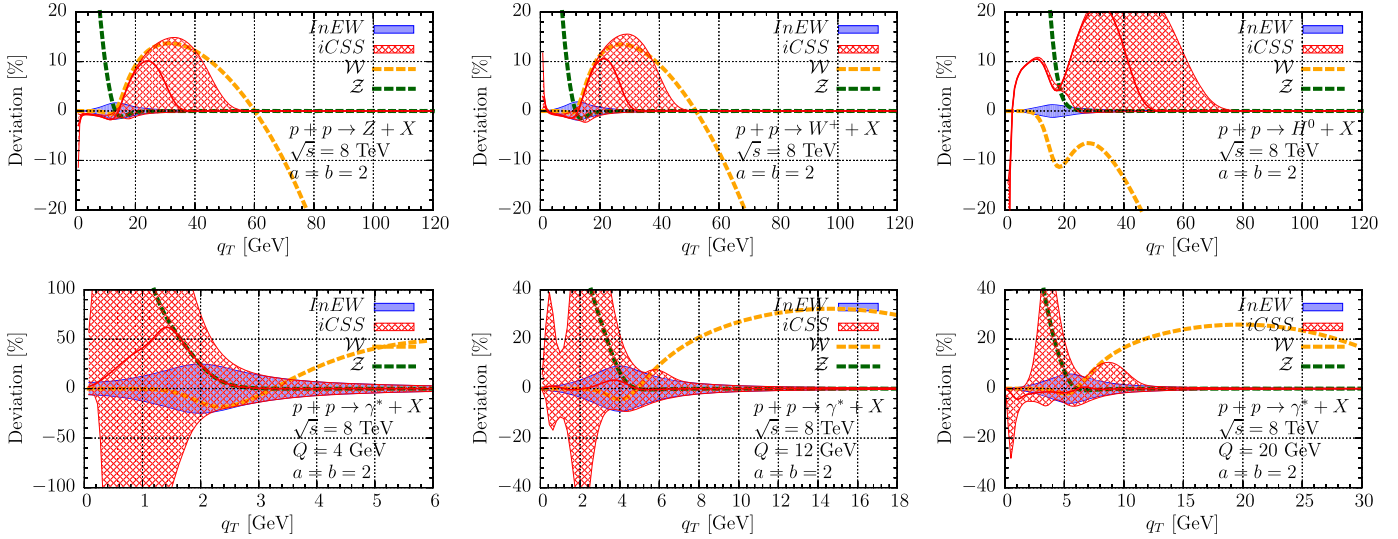 20
10
0
−10
−20
Deviation [%]
InEW
iCSS
W
Z
p + p → Z + X
√s = 8 TeV
a = b = 2
0 20 40 60 80 100 120
q_T [GeV]
20
10
0
−10
−20
Deviation [%]
InEW
iCSS
W
Z
p + p → W⁺ + X
√s = 8 TeV
a = b = 2
0 20 40 60 80 100 120
q_T [GeV]
20
10
0
−10
−20
Deviation [%]
InEW
iCSS
W
Z
p + p → H⁰ + X
√s = 8 TeV
a = b = 2
0 20 40 60 80 100 120
q_T [GeV]
100
50
0
−50
−100
Deviation [%]
InEW
iCSS
W
Z
p + p → γ* + X
√s = 8 TeV
Q = 4 GeV
a = b = 2
0 1 2 3 4 5 6
q_T [GeV]
40
20
0
−20
−40
Deviation [%]
InEW
iCSS
W
Z
p + p → γ* + X
√s = 8 TeV
Q = 12 GeV
a = b = 2
0 2 4 6 8 10 12 14 16 18
q_T [GeV]
40
20
0
−20
−40
Deviation [%]
InEW
iCSS
W
Z
p + p → γ* + X
√s = 8 TeV
Q = 20 GeV
a = b = 2
0 5 10 15 20 25 30
q_T [GeV]